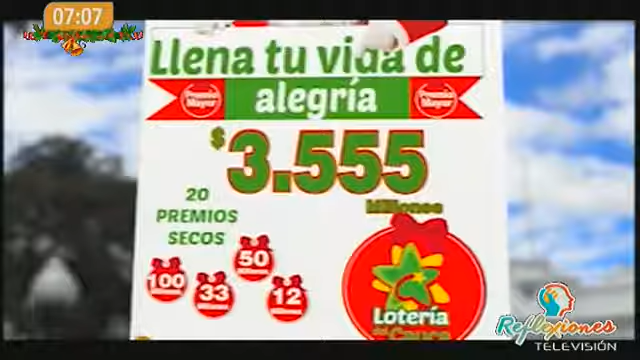 07:07
Llena tu vida de
alegría
Premio
Mayor
Premio
Mayor
$3.555
Millones
20
PREMIOS
SECOS
50
Millones
100
33
12
Lotería
del Cauca
Reflexiones
TELEVISIÓN